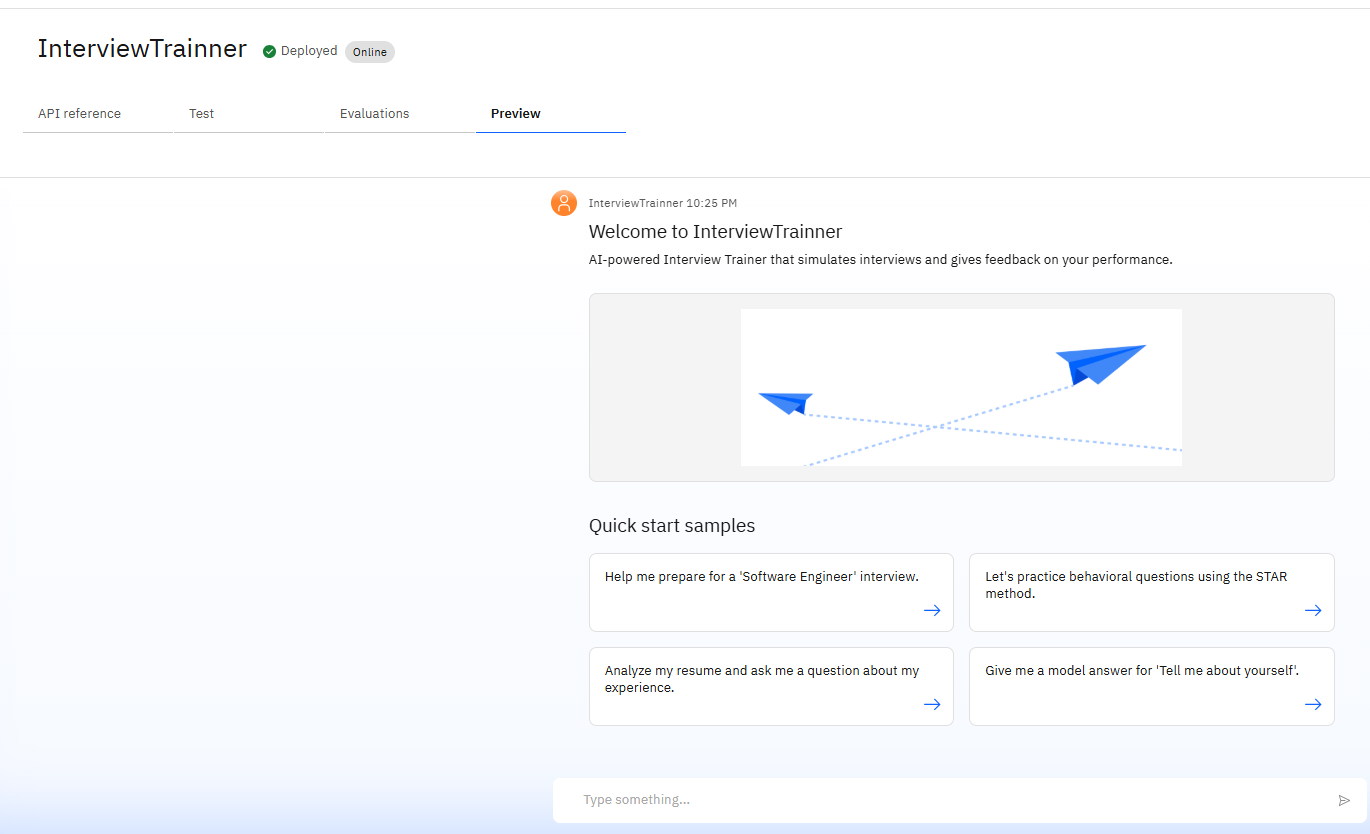 InterviewTrainner Deployed Online
API reference Test Evaluations Preview
InterviewTrainner 10:25 PM
Welcome to InterviewTrainner
AI-powered Interview Trainer that simulates interviews and gives feedback on your performance.
Quick start samples
Help me prepare for a 'Software Engineer' interview.
Let's practice behavioral questions using the STAR
method.
Analyze my resume and ask me a question about my
experience.
Give me a model answer for 'Tell me about yourself'.
Type something...